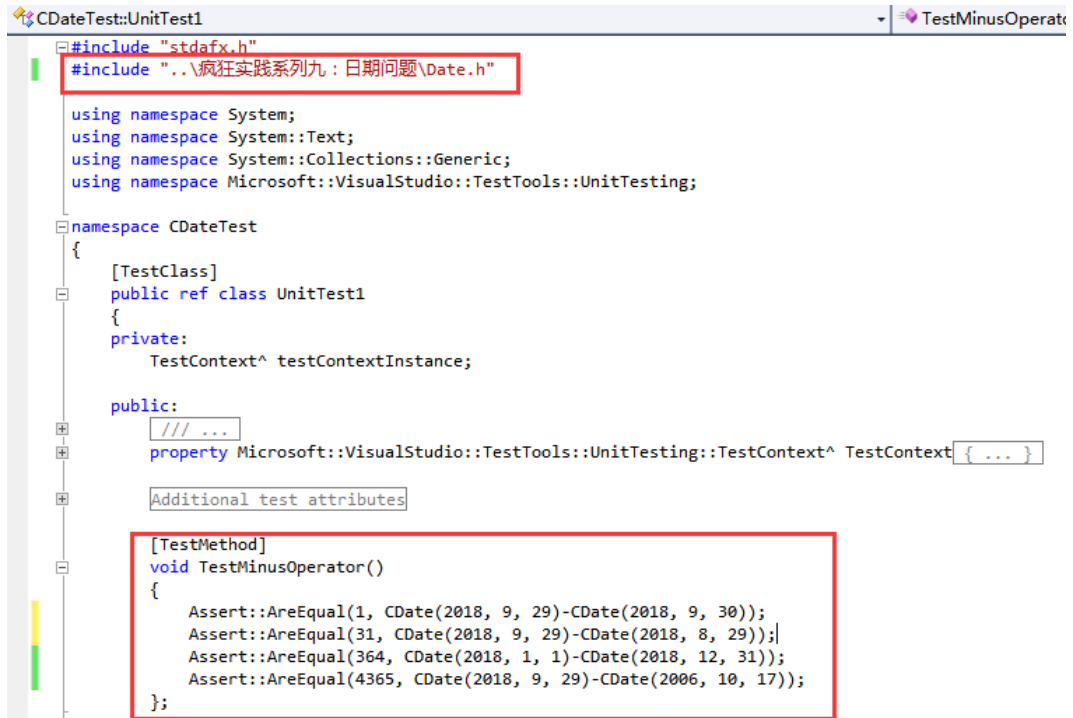 CDateTest::UnitTest1 TestMinusOperato
#include "stdafx.h"
#include "..\疯狂实践系列九：日期问题\Date.h"
using namespace System;
using namespace System::Text;
using namespace System::Collections::Generic;
using namespace Microsoft::VisualStudio::TestTools::UnitTesting;
namespace CDateTest
{
[TestClass]
public ref class UnitTest1
{
private:
TestContext^ testContextInstance;
public:
/// ...
property Microsoft::VisualStudio::TestTools::UnitTesting::TestContext^ TestContext { ... }
Additional test attributes
[TestMethod]
void TestMinusOperator()
{
Assert::AreEqual(1, CDate(2018, 9, 29)-CDate(2018, 9, 30));
Assert::AreEqual(31, CDate(2018, 9, 29)-CDate(2018, 8, 29));
Assert::AreEqual(364, CDate(2018, 1, 1)-CDate(2018, 12, 31));
Assert::AreEqual(4365, CDate(2018, 9, 29)-CDate(2006, 10, 17));
};